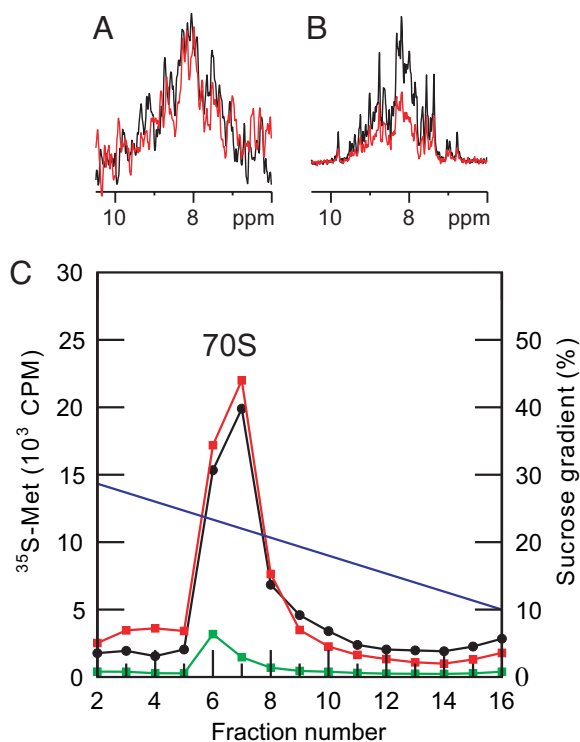 A
B
10 8 ppm
10 8 ppm
C
30
25
20
15
10
5
0
³⁵S-Met (10³ CPM)
70S
50
40
30
20
10
0
Sucrose gradient (%)
2 4 6 8 10 12 14 16
Fraction number